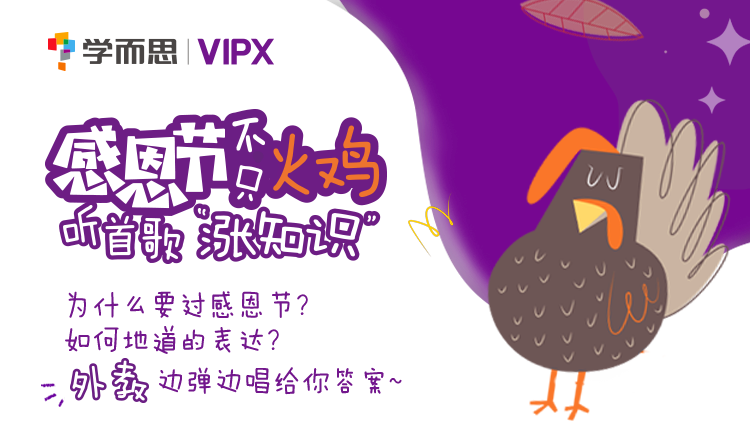 学而思 VIPX
感恩节不只火鸡
听首歌“涨知识”
为什么要过感恩节?
如何地道的表达?
外教边弹边唱给你答案~